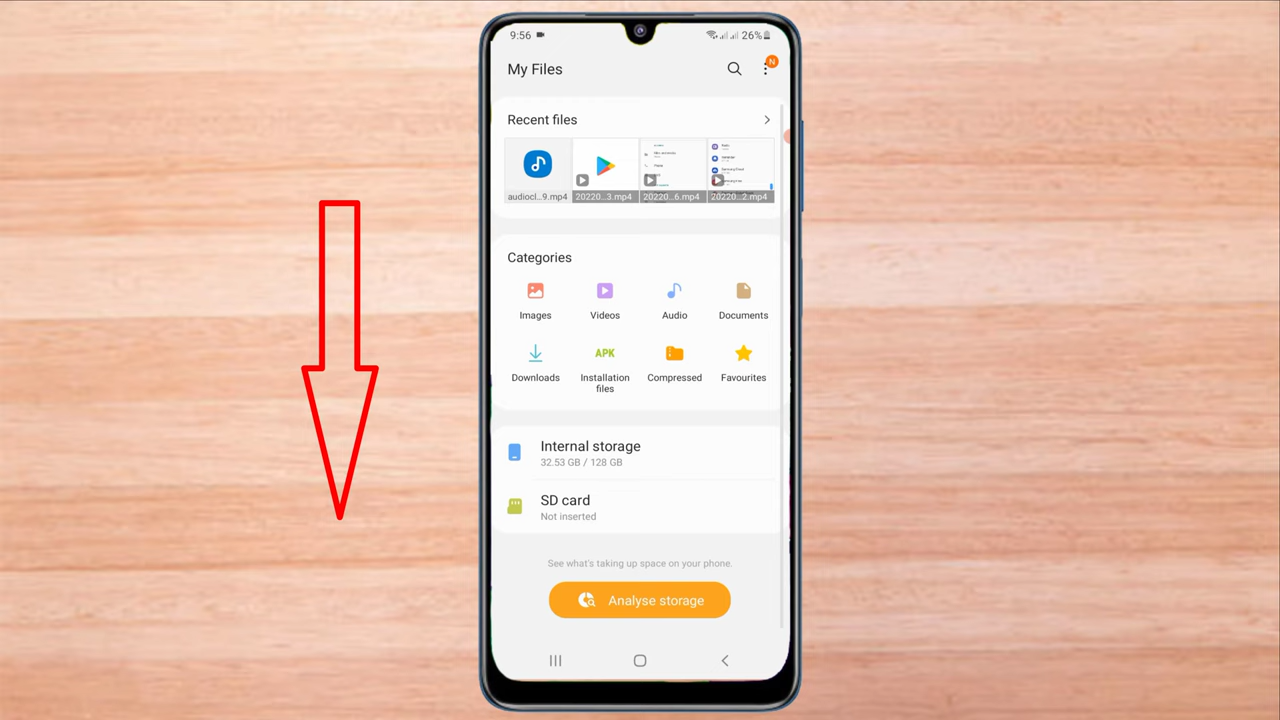 9:56
26%
My Files
N
Recent files
audiocl...9.mp4
20220...3.mp4
20220...6.mp4
20220...2.mp4
Categories
Images
Videos
Audio
Documents
APK
Downloads
Installation files
Compressed
Favourites
Internal storage
32.53 GB / 128 GB
SD card
Not inserted
See what's taking up space on your phone.
Analyse storage